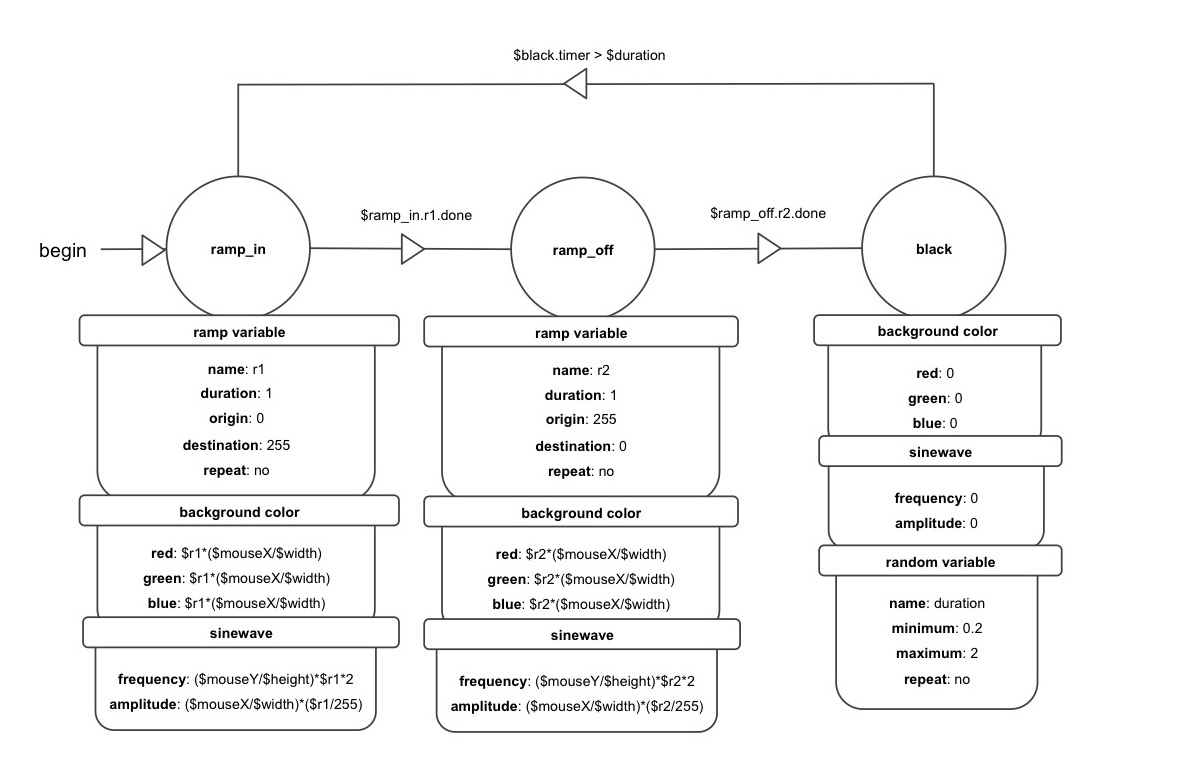 $black.timer > $duration
$ramp_in.r1.done
$ramp_off.r2.done
begin
ramp_in
ramp_off
black
ramp variable
name: r1
duration: 1
origin: 0
destination: 255
repeat: no
background color
red: $r1*($mouseX/$width)
green: $r1*($mouseX/$width)
blue: $r1*($mouseX/$width)
sinewave
frequency: ($mouseY/$height)*$r1*2
amplitude: ($mouseX/$width)*($r1/255)
ramp variable
name: r2
duration: 1
origin: 255
destination: 0
repeat: no
background color
red: $r2*($mouseX/$width)
green: $r2*($mouseX/$width)
blue: $r2*($mouseX/$width)
sinewave
frequency: ($mouseY/$height)*$r2*2
amplitude: ($mouseX/$width)*($r2/255)
background color
red: 0
green: 0
blue: 0
sinewave
frequency: 0
amplitude: 0
random variable
name: duration
minimum: 0.2
maximum: 2
repeat: no